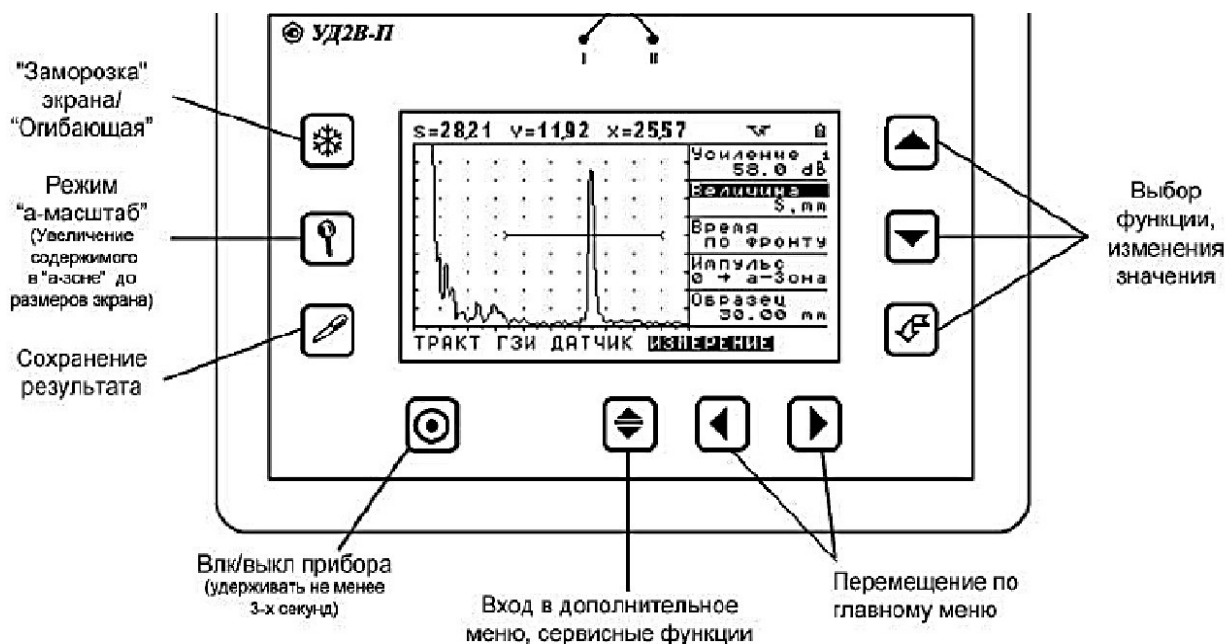 УД2В-П
I II
"Заморозка"
экрана/
"Огибающая"
Режим
"а-масштаб"
(Увеличение
содержимого
в "а-зоне" до
размеров экрана)
Сохранение
результата
S=28,21 Y=11,92 X=25,57
Усиление 1
58.0 dB
Величина
S,mm
Время
по фронту
Импульс
0 → а-Зона
Образец
30.00 mm
ТРАКТ ГЗИ ДАТЧИК ИЗМЕРЕНИЕ
Выбор
функции,
изменения
значения
Влк/выкл прибора
(удерживать не менее
3-х секунд)
Вход в дополнительное
меню, сервисные функции
Перемещение по
главному меню